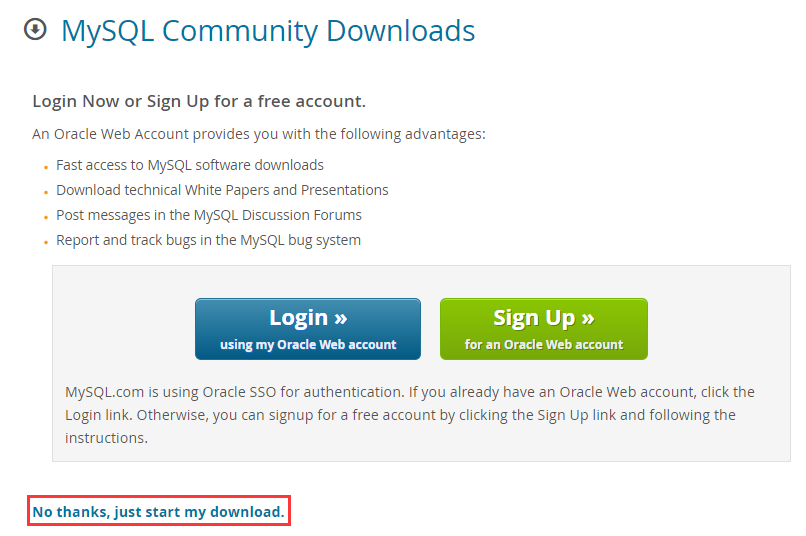 MySQL Community Downloads
Login Now or Sign Up for a free account.
An Oracle Web Account provides you with the following advantages:
Fast access to MySQL software downloads
Download technical White Papers and Presentations
Post messages in the MySQL Discussion Forums
Report and track bugs in the MySQL bug system
Login »
using my Oracle Web account
Sign Up »
for an Oracle Web account
MySQL.com is using Oracle SSO for authentication. If you already have an Oracle Web account, click the
Login link. Otherwise, you can signup for a free account by clicking the Sign Up link and following the
instructions.
No thanks, just start my download.